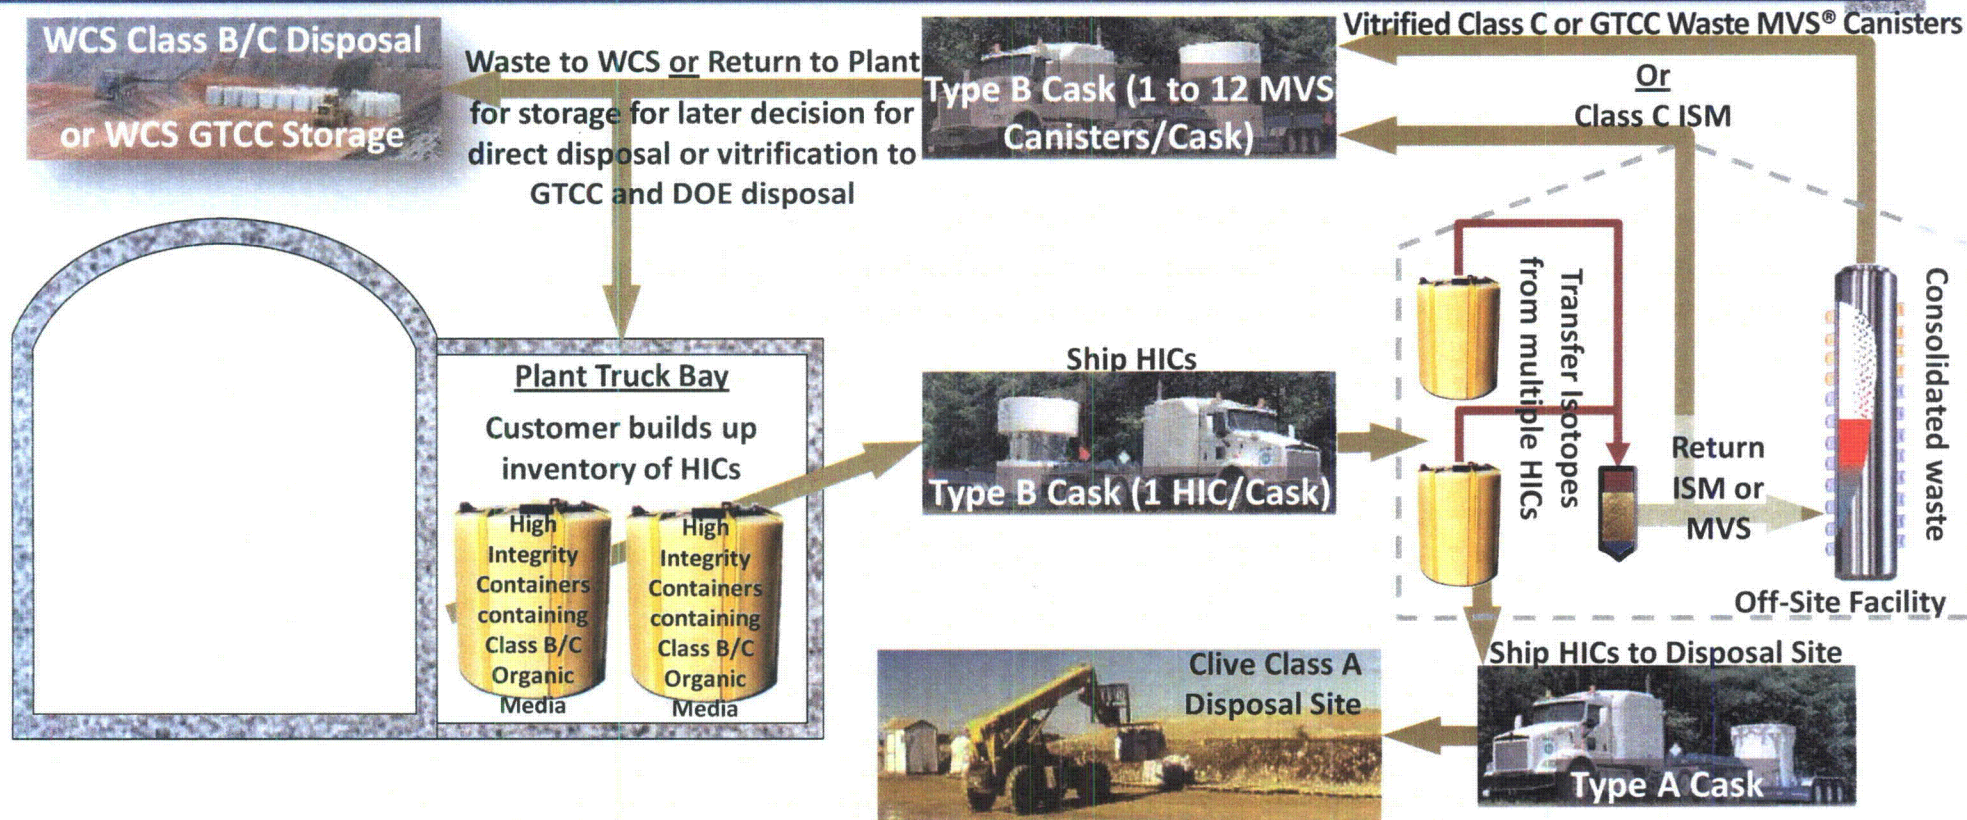 WCS Class B/C Disposal
or WCS GTCC Storage
Waste to WCS or Return to Plant
for storage for later decision for
direct disposal or vitrification to
GTCC and DOE disposal
Type B Cask (1 to 12 MVS
Canisters/Cask)
Vitrified Class C or GTCC Waste MVS® Canisters
Or
Class C ISM
Plant Truck Bay
Customer builds up
inventory of HICs
High
Integrity
Containers
containing
Class B/C
Organic
Media
High
Integrity
Containers
containing
Class B/C
Organic
Media
Ship HICs
Type B Cask (1 HIC/Cask)
Transfer Isotopes
from multiple HICs
Return
ISM or
MVS
Consolidated waste
Off-Site Facility
Ship HICs to Disposal Site
Type A Cask
Clive Class A
Disposal Site